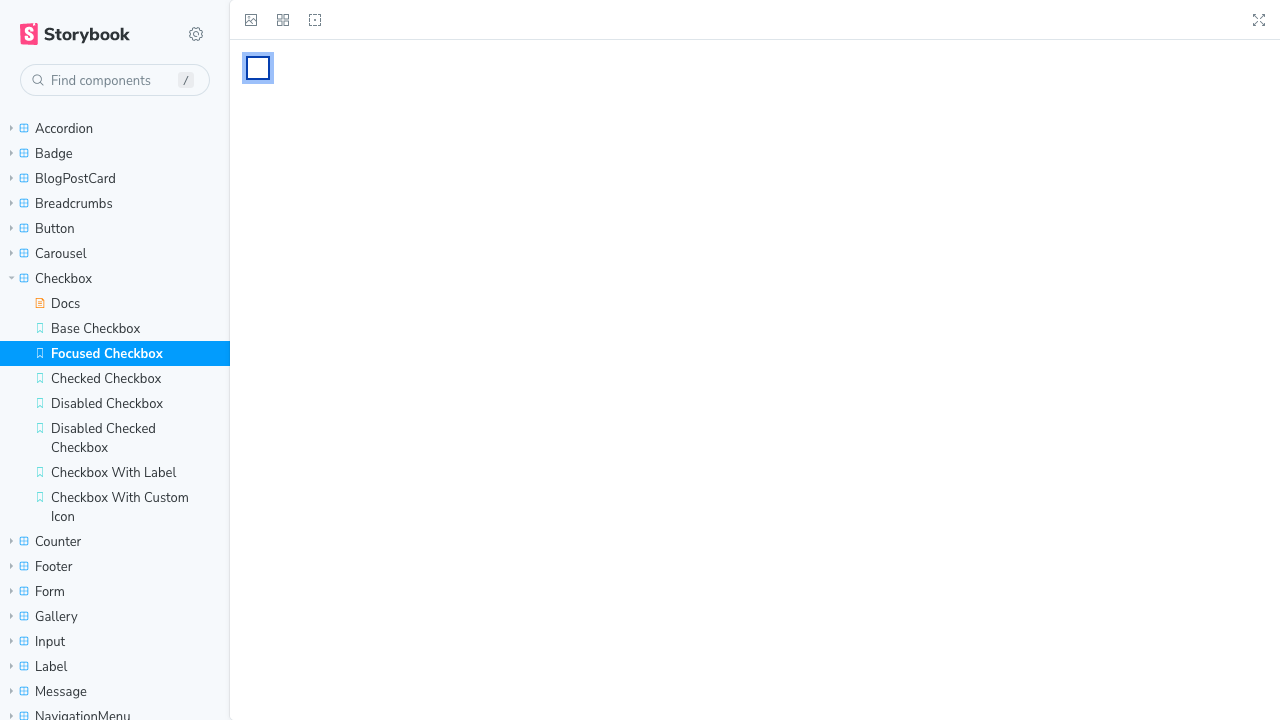 Storybook
Find components
/
Accordion
Badge
BlogPostCard
Breadcrumbs
Button
Carousel
Checkbox
Docs
Base Checkbox
Focused Checkbox
Checked Checkbox
Disabled Checkbox
Disabled Checked
Checkbox
Checkbox With Label
Checkbox With Custom
Icon
Counter
Footer
Form
Gallery
Input
Label
Message
NavigationMenu